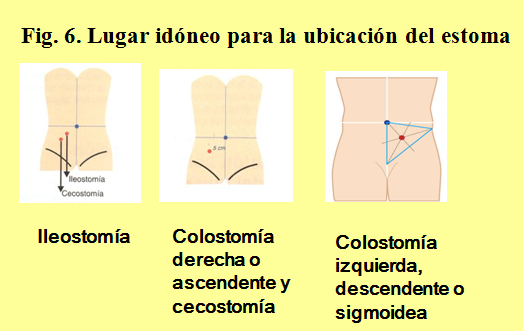 Fig. 6. Lugar idóneo para la ubicación del estoma
Ileostomía
Cecostomía
5 cm
Ileostomía
Colostomía
derecha o
ascendente y
cecostomía
Colostomía
izquierda,
descendente o
sigmoidea